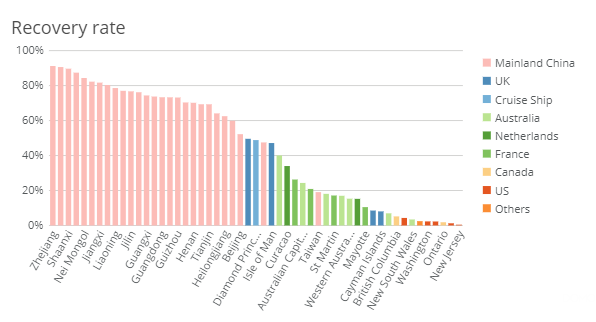 Recovery rate
100%
80%
60%
40%
20%
0%
Zhejiang
Shaanxi
Nei Mongol
Jiangxi
Liaoning
Jilin
Guangxi
Guangdong
Guizhou
Henan
Tianjin
Heilongjiang
Beijing
Diamond Princ...
Isle of Man
Curacao
Australian Capit...
Taiwan
St Martin
Western Austra...
Mayotte
Cayman Islands
British Columbia
New South Wales
Washington
Ontario
New Jersey
Mainland China
UK
Cruise Ship
Australia
Netherlands
France
Canada
US
Others